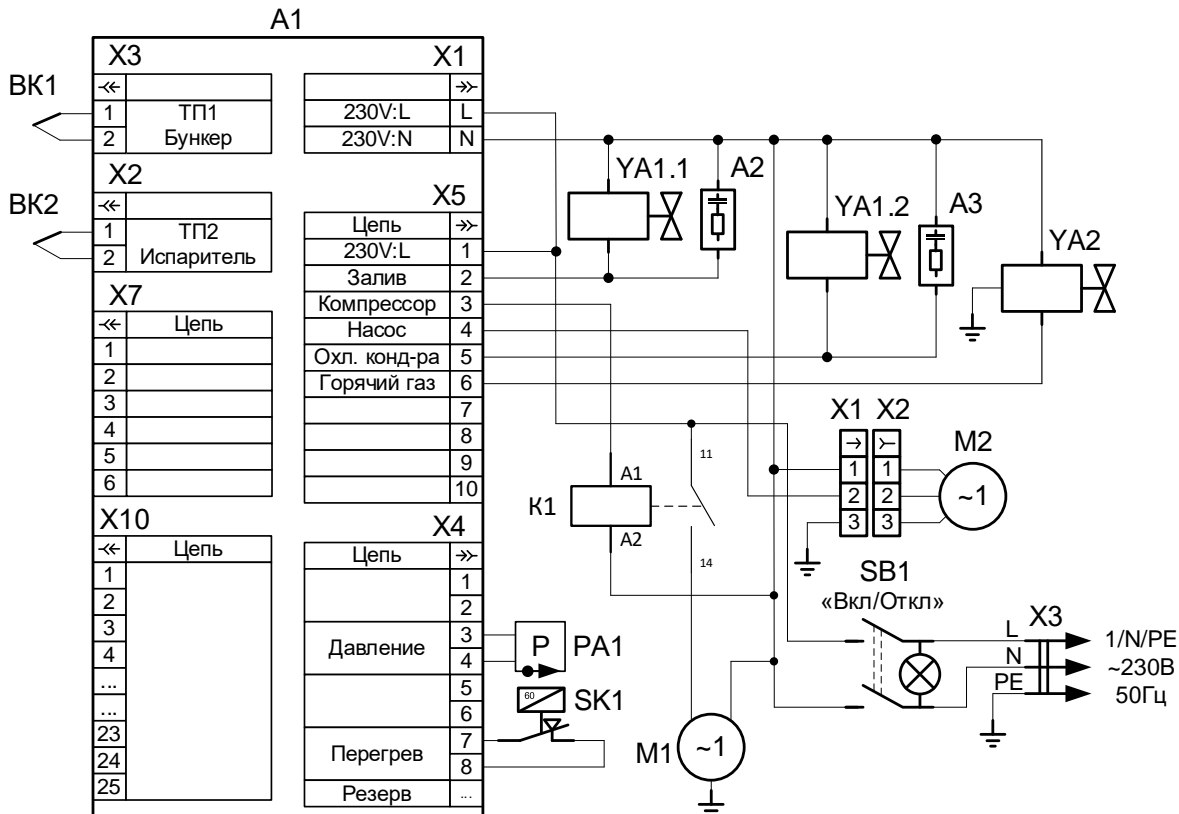 A1
X3
X1
BK1
1
ТП1
2
Бункер
230V:L
L
230V:N
N
X2
BK2
1
ТП2
2
Испаритель
X5
Цепь
230V:L
1
Залив
2
Компрессор
3
Насос
4
Охл. конд-ра
5
Горячий газ
6
7
8
9
10
X7
Цепь
1
2
3
4
5
6
X10
Цепь
1
2
3
4
...
...
23
24
25
X4
Цепь
1
2
Давление
3
4
5
6
Перегрев
7
8
Резерв
...
YA1.1
A2
YA1.2
A3
YA2
K1
A1
A2
11
14
X1
X2
M2
1
1
2
2
3
3
~1
P
PA1
60
SK1
M1
~1
SB1
«Вкл/Откл»
X3
L
N
PE
1/N/PE
~230В
50Гц